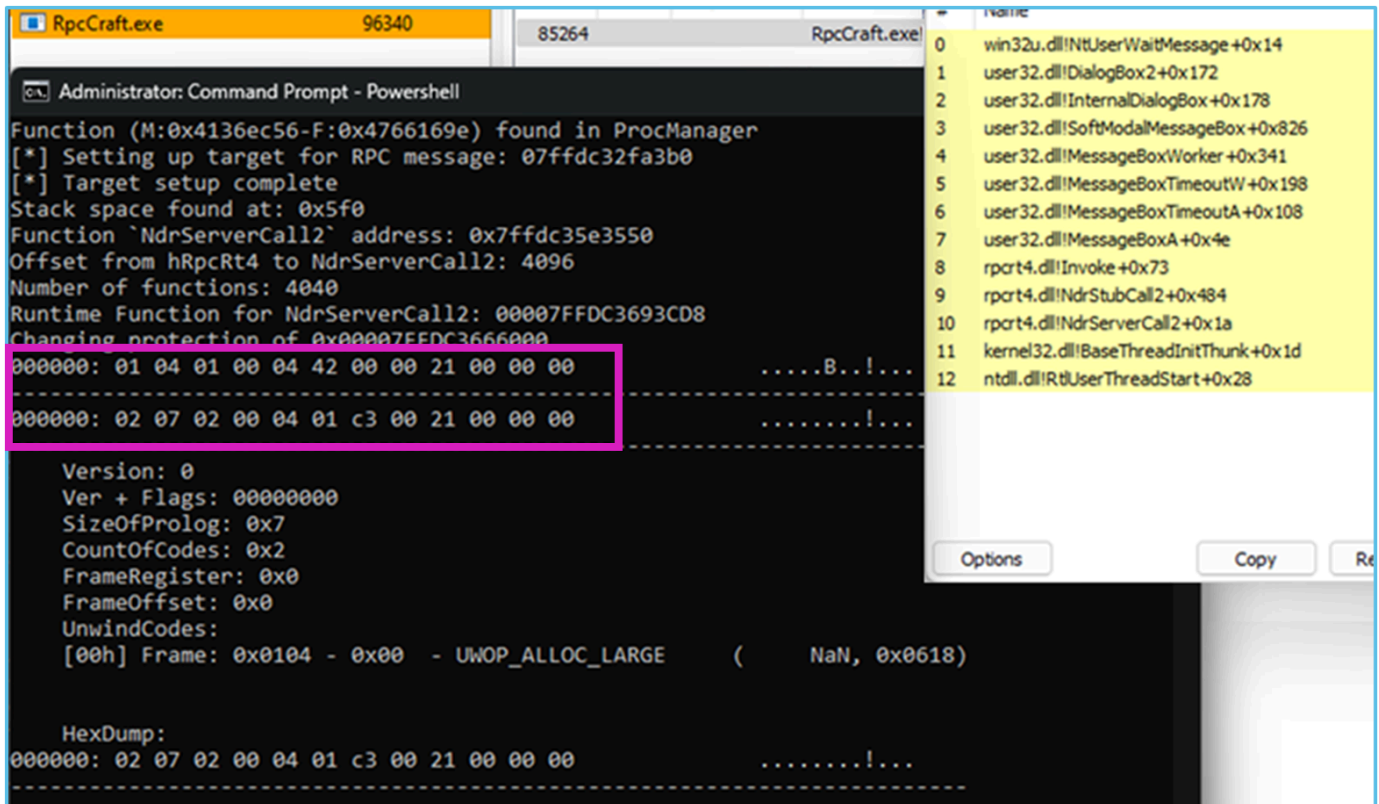 RpcCraft.exe 96340
85264 RpcCraft.exe!
# Name
0 win32u.dll!NtUserWaitMessage+0x14
1 user32.dll!DialogBox2+0x172
2 user32.dll!InternalDialogBox+0x178
3 user32.dll!SoftModalMessageBox+0x826
4 user32.dll!MessageBoxWorker+0x341
5 user32.dll!MessageBoxTimeoutW+0x198
6 user32.dll!MessageBoxTimeoutA+0x108
7 user32.dll!MessageBoxA+0x4e
8 rpcrt4.dll!Invoke+0x73
9 rpcrt4.dll!NdrStubCall2+0x484
10 rpcrt4.dll!NdrServerCall2+0x1a
11 kernel32.dll!BaseThreadInitThunk+0x1d
12 ntdll.dll!RtlUserThreadStart+0x28
Options Copy Re
Administrator: Command Prompt - Powershell
Function (M:0x4136ec56-F:0x4766169e) found in ProcManager
[*] Setting up target for RPC message: 07ffdc32fa3b0
[*] Target setup complete
Stack space found at: 0x5f0
Function `NdrServerCall2` address: 0x7ffdc35e3550
Offset from hRpcRt4 to NdrServerCall2: 4096
Number of functions: 4040
Runtime Function for NdrServerCall2: 00007FFDC3693CD8
Changing protection of 0x00007FFDC3666000
000000: 01 04 01 00 04 42 00 00 21 00 00 00 .....B..!...
--------------------------------------------------------------------------
000000: 02 07 02 00 04 01 c3 00 21 00 00 00 ........!...
--------------------------------------------------------------------------
Version: 0
Ver + Flags: 00000000
SizeOfProlog: 0x7
CountOfCodes: 0x2
FrameRegister: 0x0
FrameOffset: 0x0
UnwindCodes:
[00h] Frame: 0x0104 - 0x00 - UWOP_ALLOC_LARGE ( NaN, 0x0618)
HexDump:
000000: 02 07 02 00 04 01 c3 00 21 00 00 00 ........!...
--------------------------------------------------------------------------